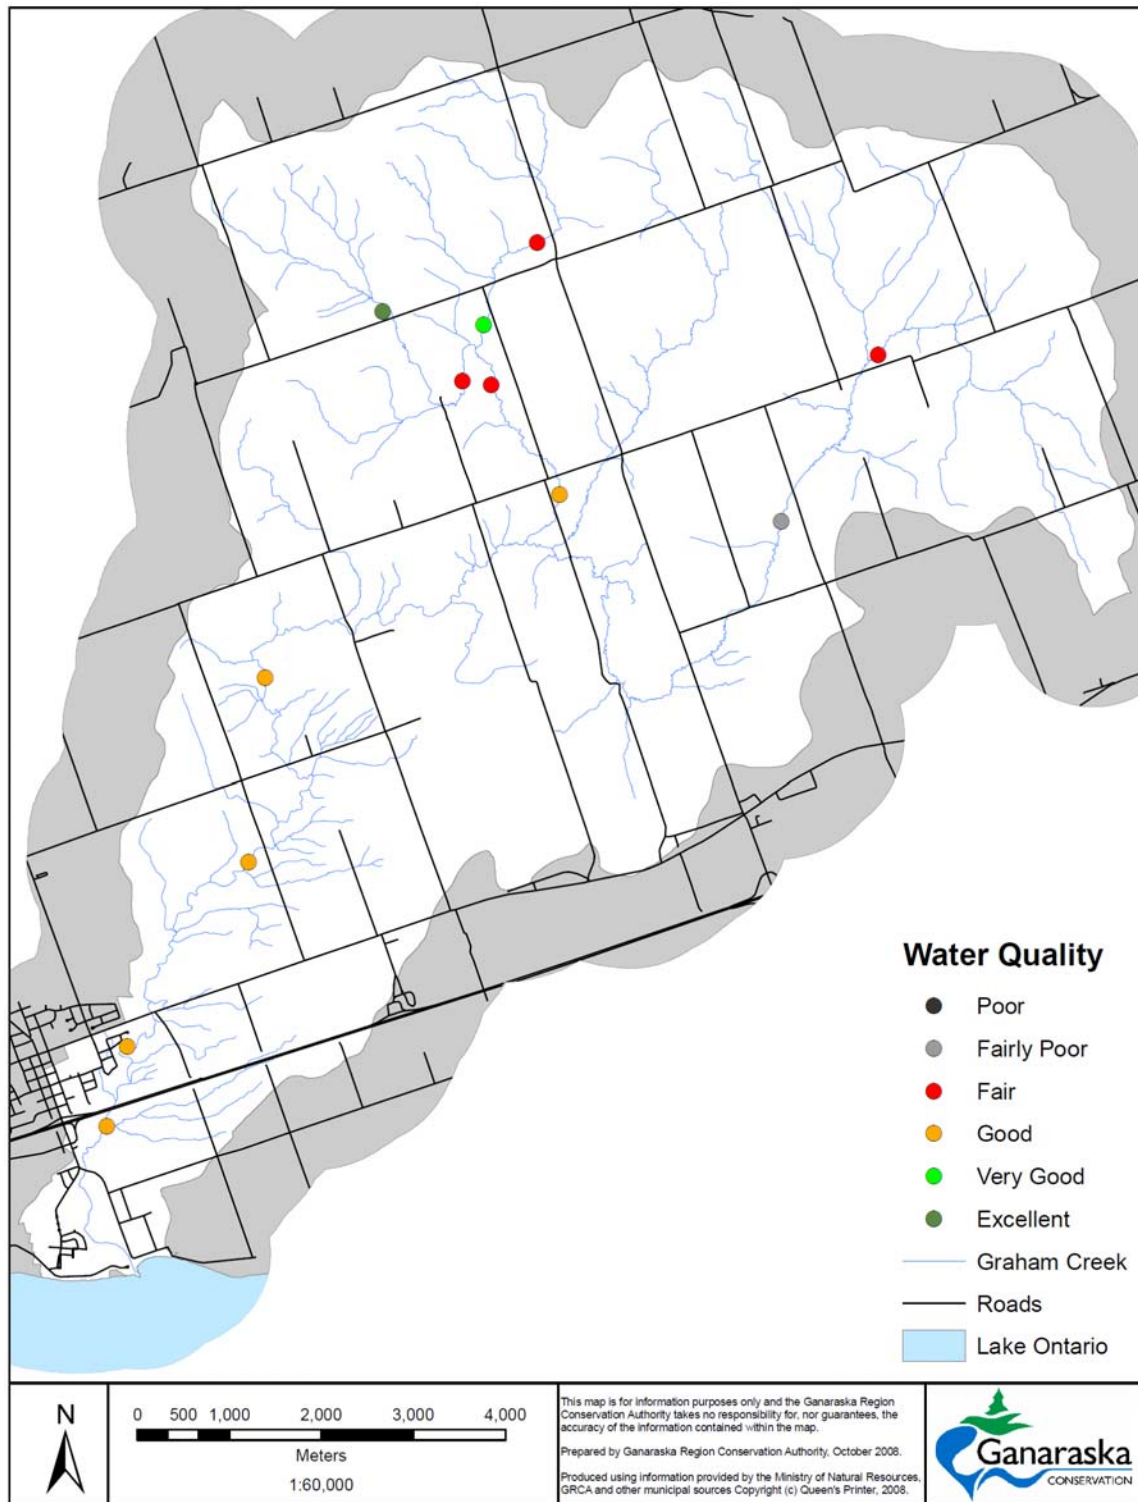 Water Quality
Poor
Fairly Poor
Fair
Good
Very Good
Excellent
Graham Creek
Roads
Lake Ontario
N
0 500 1,000 2,000 3,000 4,000
Meters
1:60,000
This map is for information purposes only and the Ganaraska Region
Conservation Authority takes no responsibility for, nor guarantees, the
accuracy of the information contained within the map.
Prepared by Ganaraska Region Conservation Authority, October 2008.
Produced using information provided by the Ministry of Natural Resources,
GRCA and other municipal sources Copyright (c) Queen's Printer, 2008.
Ganaraska
CONSERVATION